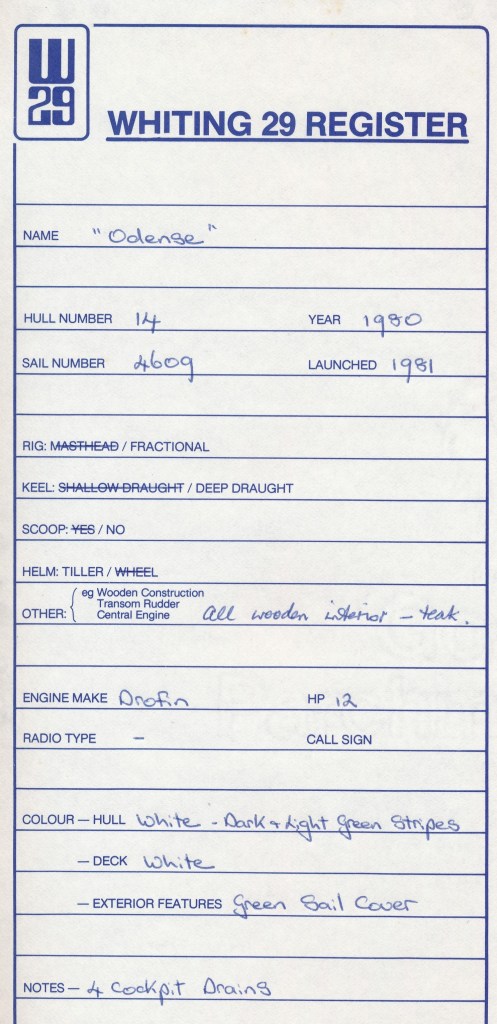 W
29
WHITING 29 REGISTER
NAME "Odense"
HULL NUMBER 14 YEAR 1980
SAIL NUMBER 4609 LAUNCHED 1981
RIG: MASTHEAD / FRACTIONAL
KEEL: SHALLOW DRAUGHT / DEEP DRAUGHT
SCOOP: YES / NO
HELM: TILLER / WHEEL
eg Wooden Construction
Transom Rudder
OTHER: Central Engine All wooden interior – teak.
ENGINE MAKE Drofin HP 12
RADIO TYPE – CALL SIGN
COLOUR – HULL White - Dark + Light Green Stripes
– DECK White
– EXTERIOR FEATURES Green Sail Cover
NOTES – 4 Cockpit Drains